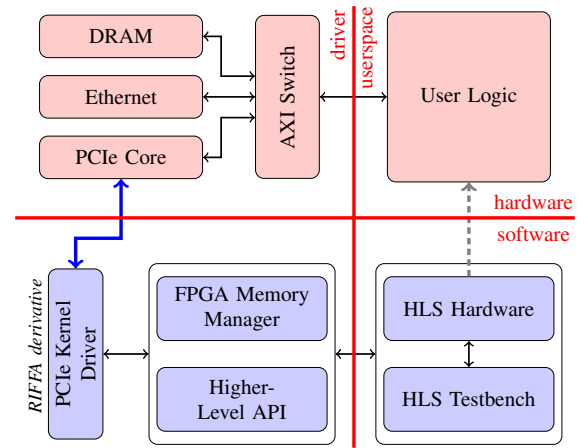 DRAM
Ethernet
PCIe Core
AXI Switch
driver
userspace
User Logic
hardware
software
RIFFA derivative
PCIe Kernel
Driver
FPGA Memory
Manager
Higher-
Level API
HLS Hardware
HLS Testbench